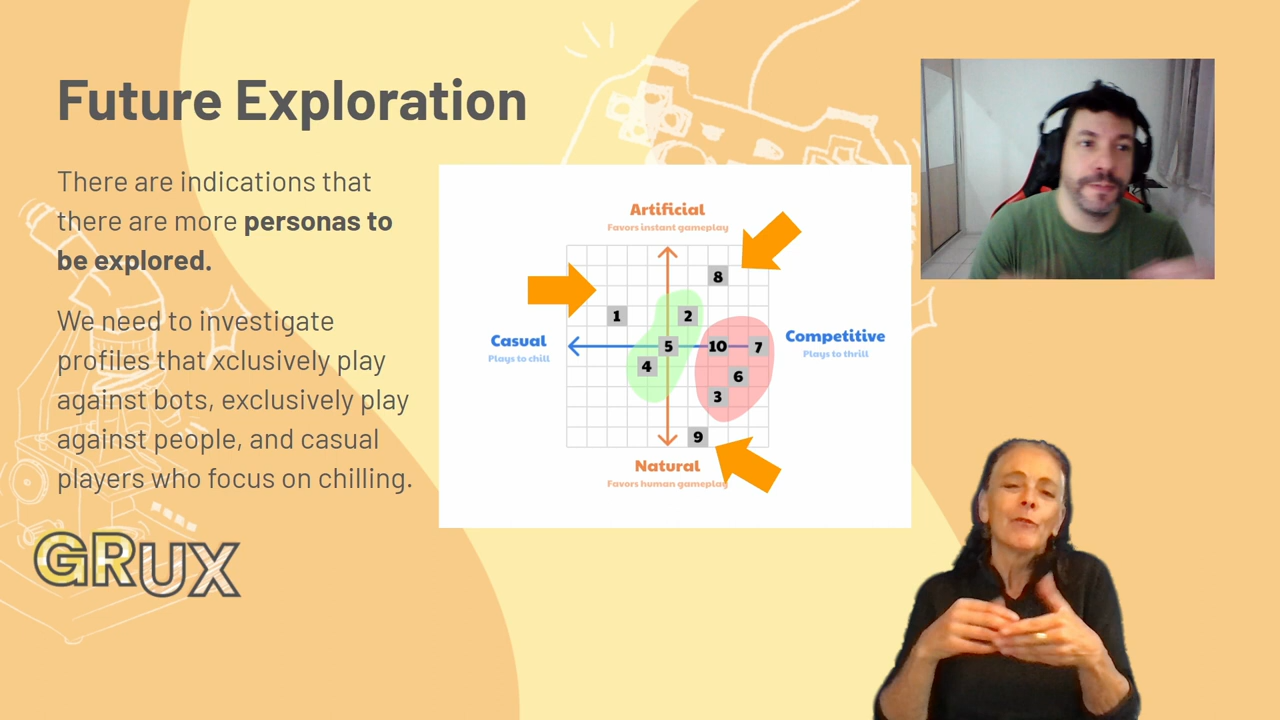 Future Exploration
There are indications that
there are more personas to
be explored.
We need to investigate
profiles that xclusively play
against bots, exclusively play
against people, and casual
players who focus on chilling.
GRUX
Artificial
Favors instant gameplay
8
1
2
Casual
Plays to chill
5
10
7
Competitive
Plays to thrill
4
6
3
9
Natural
Favors human gameplay